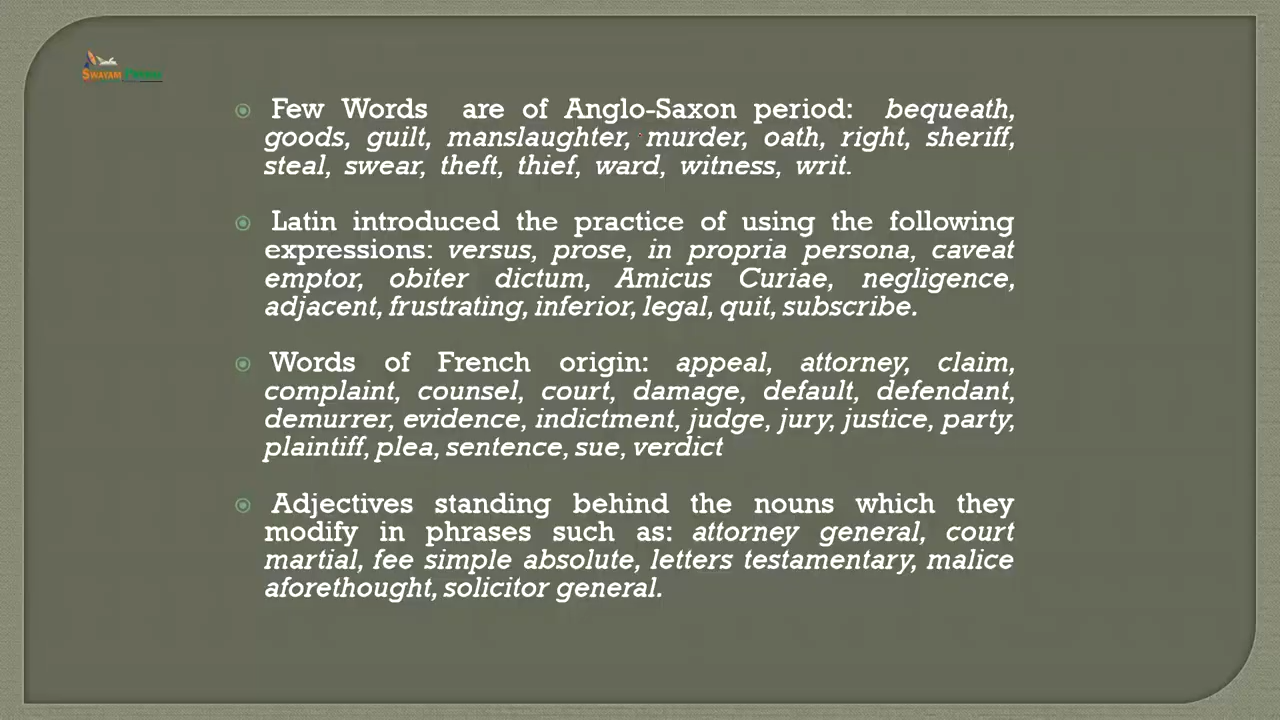 SWAYAM PRABHA
Few Words are of Anglo-Saxon period: bequeath,
goods, guilt, manslaughter, murder, oath, right, sheriff,
steal, swear, theft, thief, ward, witness, writ.
Latin introduced the practice of using the following
expressions: versus, prose, in propria persona, caveat
emptor, obiter dictum, Amicus Curiae, negligence,
adjacent, frustrating, inferior, legal, quit, subscribe.
Words of French origin: appeal, attorney, claim,
complaint, counsel, court, damage, default, defendant,
demurrer, evidence, indictment, judge, jury, justice, party,
plaintiff, plea, sentence, sue, verdict
Adjectives standing behind the nouns which they
modify in phrases such as: attorney general, court
martial, fee simple absolute, letters testamentary, malice
aforethought, solicitor general.